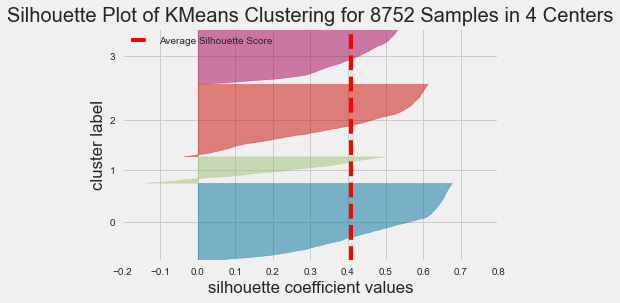 Silhouette Plot of KMeans Clustering for 8752 Samples in 4 Centers
Average Silhouette Score
3
2
1
0
cluster label
-0.2 -0.1 0.0 0.1 0.2 0.3 0.4 0.5 0.6 0.7 0.8
silhouette coefficient values